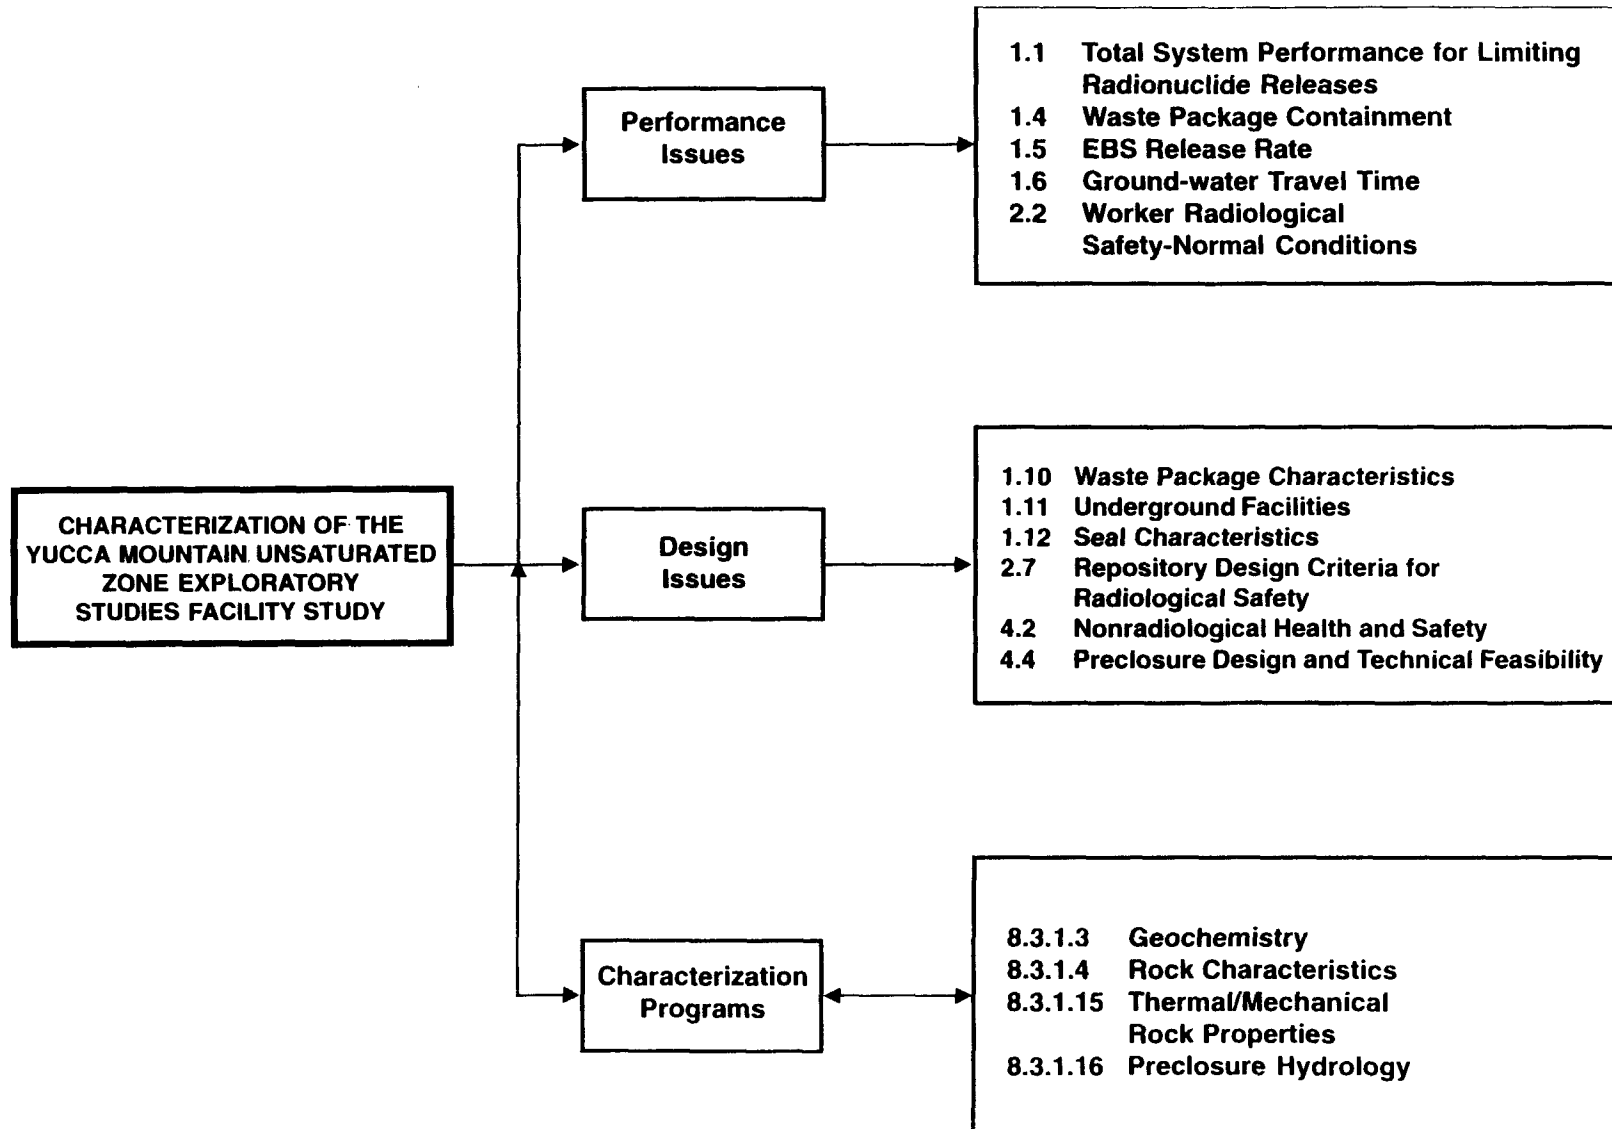 1.1 Total System Performance for Limiting
Radionuclide Releases
1.4 Waste Package Containment
1.5 EBS Release Rate
1.6 Ground-water Travel Time
2.2 Worker Radiological
Safety-Normal Conditions
Performance
Issues
CHARACTERIZATION OF THE
YUCCA MOUNTAIN UNSATURATED
ZONE EXPLORATORY
STUDIES FACILITY STUDY
Design
Issues
1.10 Waste Package Characteristics
1.11 Underground Facilities
1.12 Seal Characteristics
2.7 Repository Design Criteria for
Radiological Safety
4.2 Nonradiological Health and Safety
4.4 Preclosure Design and Technical Feasibility
Characterization
Programs
8.3.1.3 Geochemistry
8.3.1.4 Rock Characteristics
8.3.1.15 Thermal/Mechanical
Rock Properties
8.3.1.16 Preclosure Hydrology